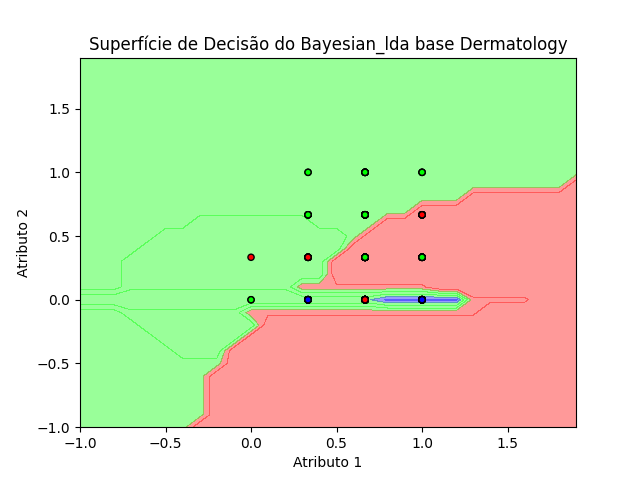 Superfície de Decisão do Bayesian_lda base Dermatology
Atributo 2
1.5
1.0
0.5
0.0
−0.5
−1.0
−1.0 −0.5 0.0 0.5 1.0 1.5
Atributo 1